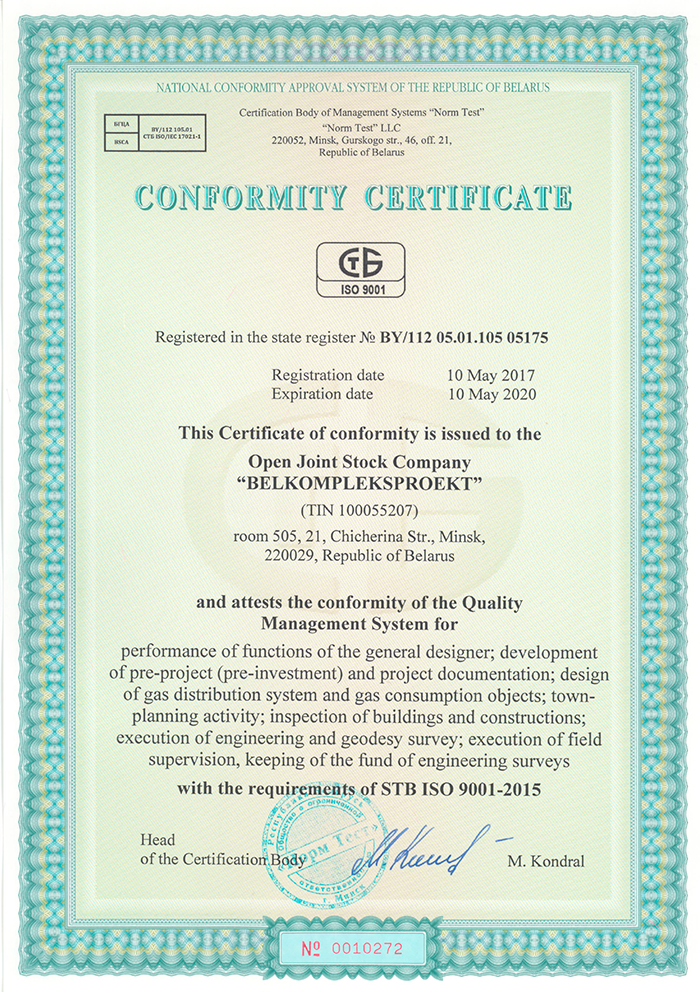 NATIONAL CONFORMITY APPROVAL SYSTEM OF THE REPUBLIC OF BELARUS
Certification Body of Management Systems “Norm Test”
“Norm Test” LLC
220052, Minsk, Gurskogo str., 46, off. 21,
Republic of Belarus
БГЦА
BY/112 105.01
СТБ ISO/IEC 17021-1
BSCA
CONFORMITY CERTIFICATE
СТБ
ISO 9001
Registered in the state register № BY/112 05.01.105 05175
Registration date 10 May 2017
Expiration date 10 May 2020
This Certificate of conformity is issued to the
Open Joint Stock Company
“BELKOMPLEKSPROEKT”
(TIN 100055207)
room 505, 21, Chicherina Str., Minsk,
220029, Republic of Belarus
and attests the conformity of the Quality
Management System for
performance of functions of the general designer; development
of pre-project (pre-investment) and project documentation; design
of gas distribution system and gas consumption objects; town-
planning activity; inspection of buildings and constructions;
execution of engineering and geodesy survey; execution of field
supervision, keeping of the fund of engineering surveys
with the requirements of STB ISO 9001-2015
Республика
общество с ограниченной
«Норм Тест»
ответственностью
г. Минск
Head
of the Certification Body
M. Kondral
№ 0010272